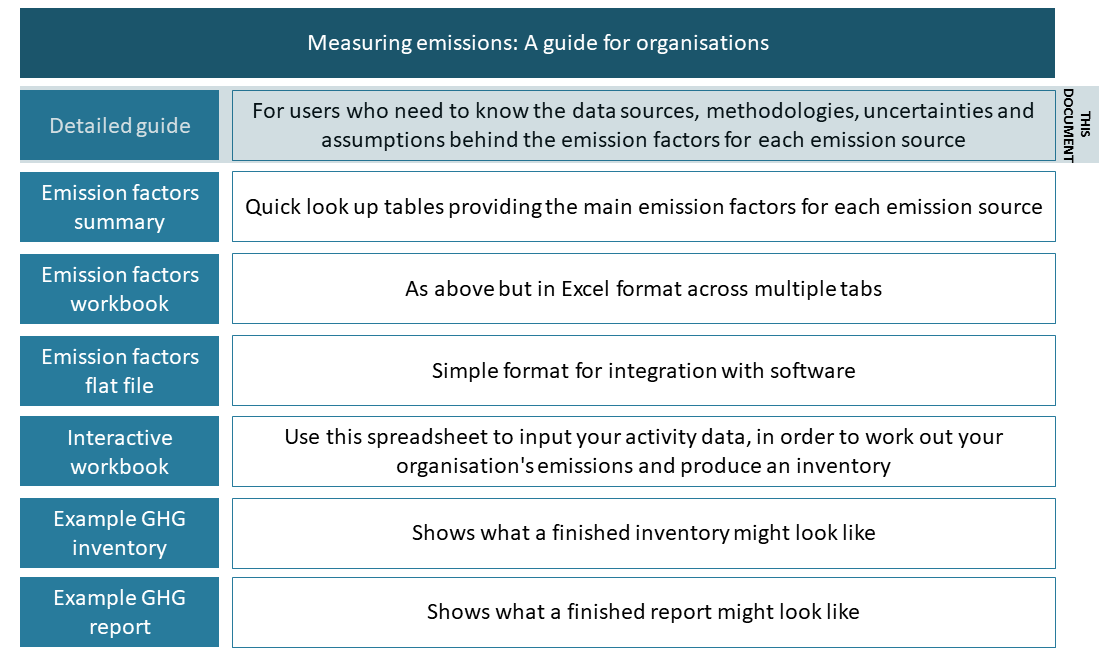 Measuring emissions: A guide for organisations
Detailed guide
For users who need to know the data sources, methodologies, uncertainties and
assumptions behind the emission factors for each emission source
THIS
DOCUMENT
Emission factors
summary
Quick look up tables providing the main emission factors for each emission source
Emission factors
workbook
As above but in Excel format across multiple tabs
Emission factors
flat file
Simple format for integration with software
Interactive
workbook
Use this spreadsheet to input your activity data, in order to work out your
organisation's emissions and produce an inventory
Example GHG
inventory
Shows what a finished inventory might look like
Example GHG
report
Shows what a finished report might look like